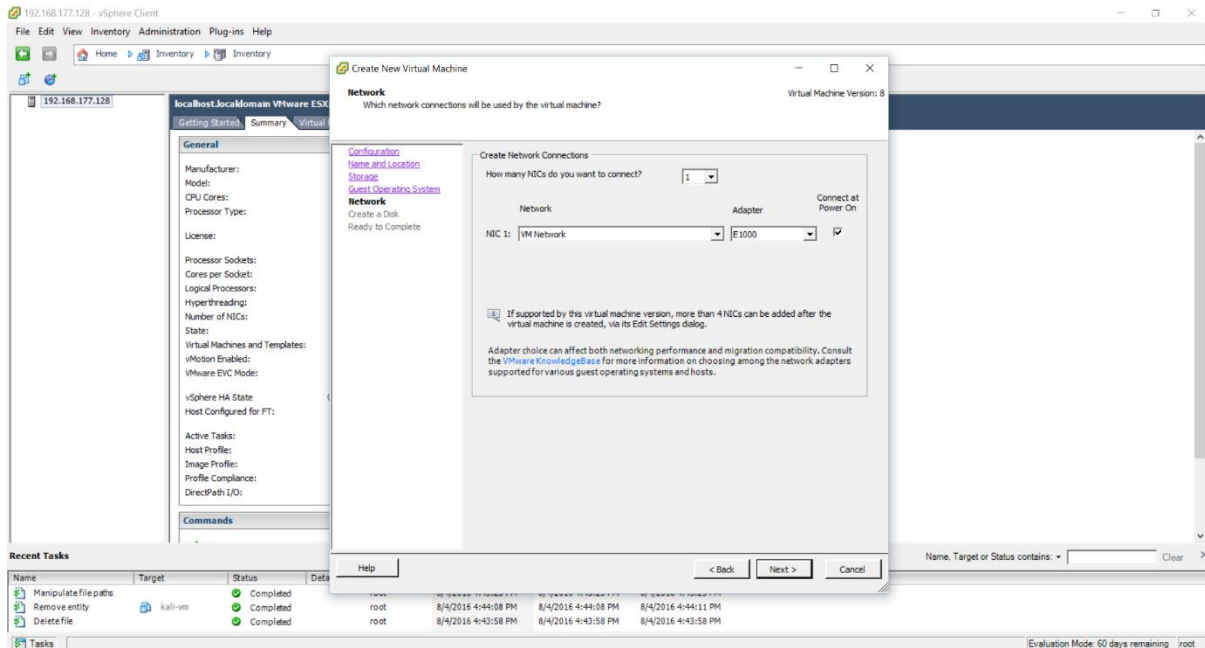 192.168.177.128 - vSphere Client
File Edit View Inventory Administration Plug-ins Help
Home Inventory Inventory
192.168.177.128
localhost.localdomain VMware ESX
Getting Started Summary Virtual
General
Manufacturer:
Model:
CPU Cores:
Processor Type:
License:
Processor Sockets:
Cores per Socket:
Logical Processors:
Hyperthreading:
Number of NICs:
State:
Virtual Machines and Templates:
vMotion Enabled:
VMware EVC Mode:
vSphere HA State
Host Configured for FT:
Active Tasks:
Host Profile:
Image Profile:
Profile Compliance:
DirectPath I/O:
Commands
Create New Virtual Machine
Network
Which network connections will be used by the virtual machine?
Virtual Machine Version: 8
Configuration
Name and Location
Storage
Guest Operating System
Network
Create a Disk
Ready to Complete
Create Network Connections
How many NICs do you want to connect? 1
Network Adapter Connect at
Power On
NIC 1: VM Network E1000
If supported by this virtual machine version, more than 4 NICs can be added after the
virtual machine is created, via its Edit Settings dialog.
Adapter choice can affect both networking performance and migration compatibility. Consult
the VMware KnowledgeBase for more information on choosing among the network adapters
supported for various guest operating systems and hosts.
Help < Back Next > Cancel
Recent Tasks
Name, Target or Status contains: Clear
Name Target Status Deta
Manipulate file paths Completed
Remove entity kali-vm Completed root 8/4/2016 4:44:08 PM 8/4/2016 4:44:08 PM 8/4/2016 4:44:11 PM
Delete file Completed root 8/4/2016 4:43:58 PM 8/4/2016 4:43:58 PM 8/4/2016 4:43:58 PM
Tasks Evaluation Mode: 60 days remaining root